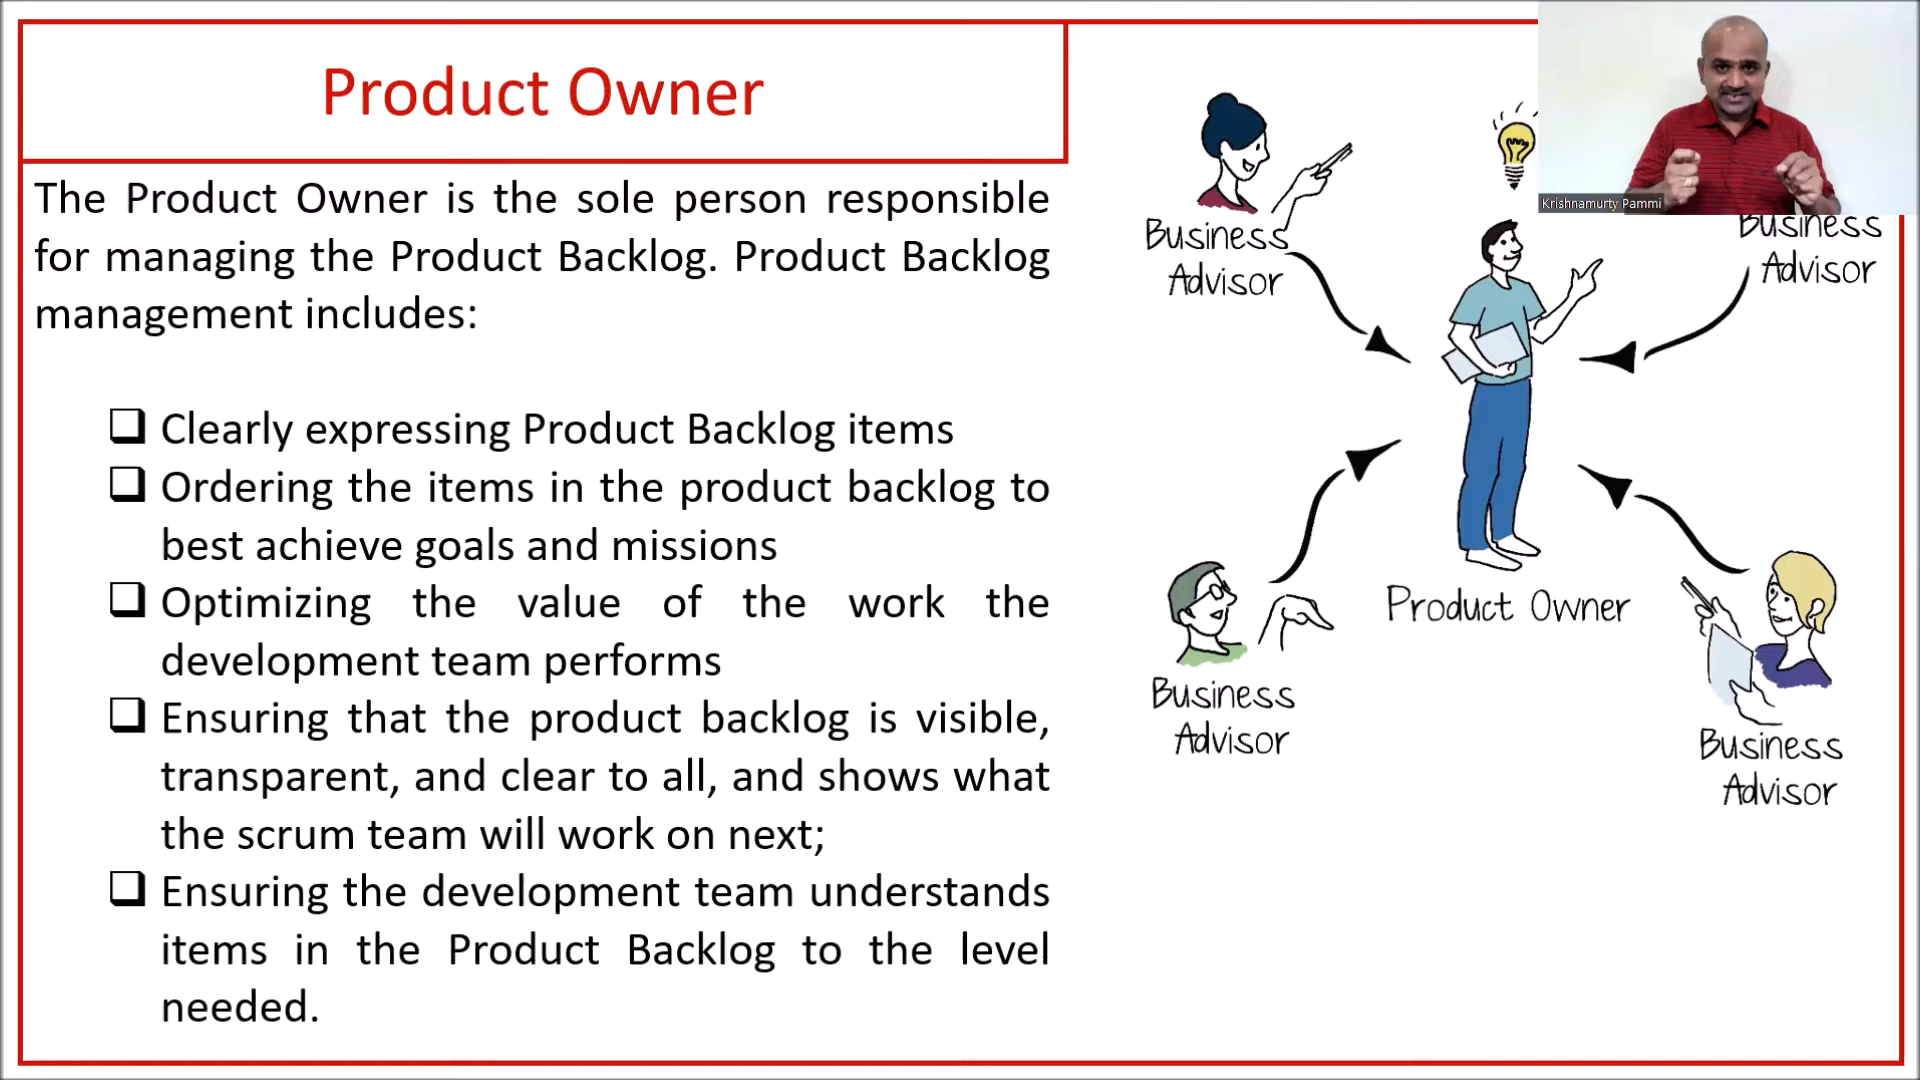 Product Owner
The Product Owner is the sole person responsible
for managing the Product Backlog. Product Backlog
management includes:
Clearly expressing Product Backlog items
Ordering the items in the product backlog to
best achieve goals and missions
Optimizing the value of the work the
development team performs
Ensuring that the product backlog is visible,
transparent, and clear to all, and shows what
the scrum team will work on next;
Ensuring the development team understands
items in the Product Backlog to the level
needed.
Krishnamurty Pammi
Business
Advisor
Business
Advisor
Product Owner
Business
Advisor
Business
Advisor